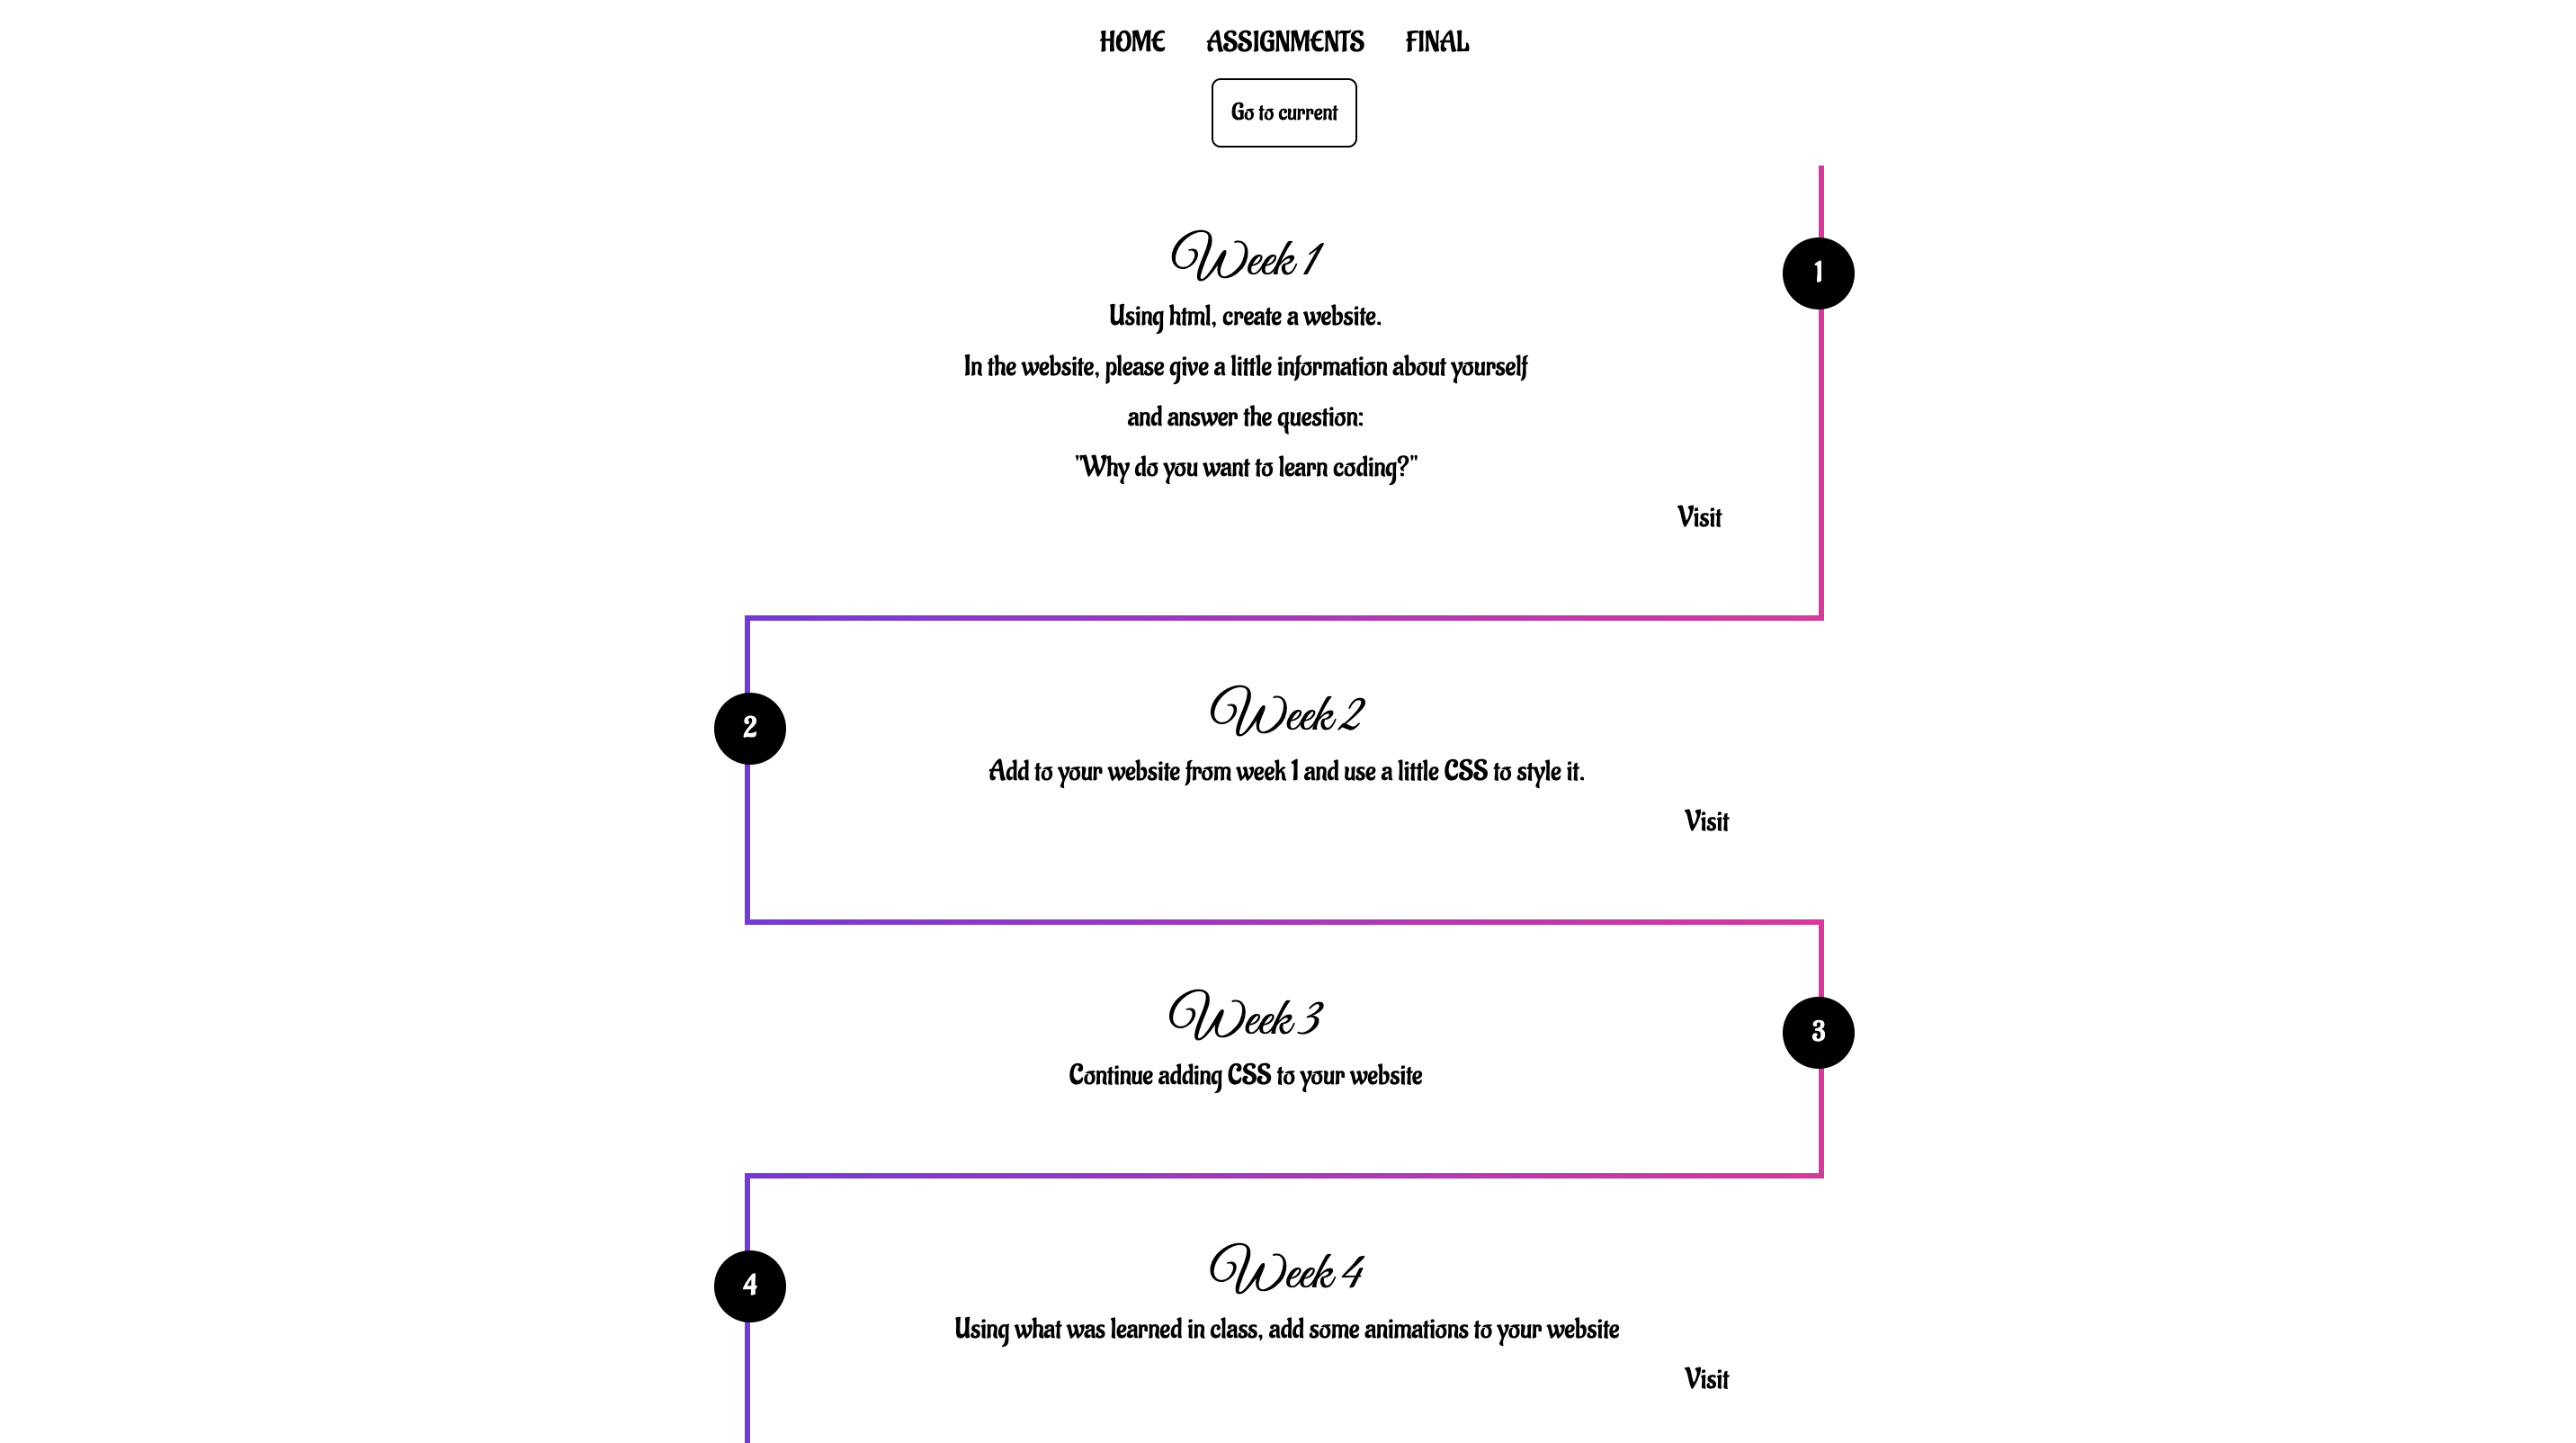 HOME ASSIGNMENTS FINAL
Go to current
Week 1
1
Using html, create a website.
In the website, please give a little information about yourself
and answer the question:
"Why do you want to learn coding?"
Visit
Week 2
2
Add to your website from week 1 and use a little CSS to style it.
Visit
Week 3
3
Continue adding CSS to your website
Week 4
4
Using what was learned in class, add some animations to your website
Visit